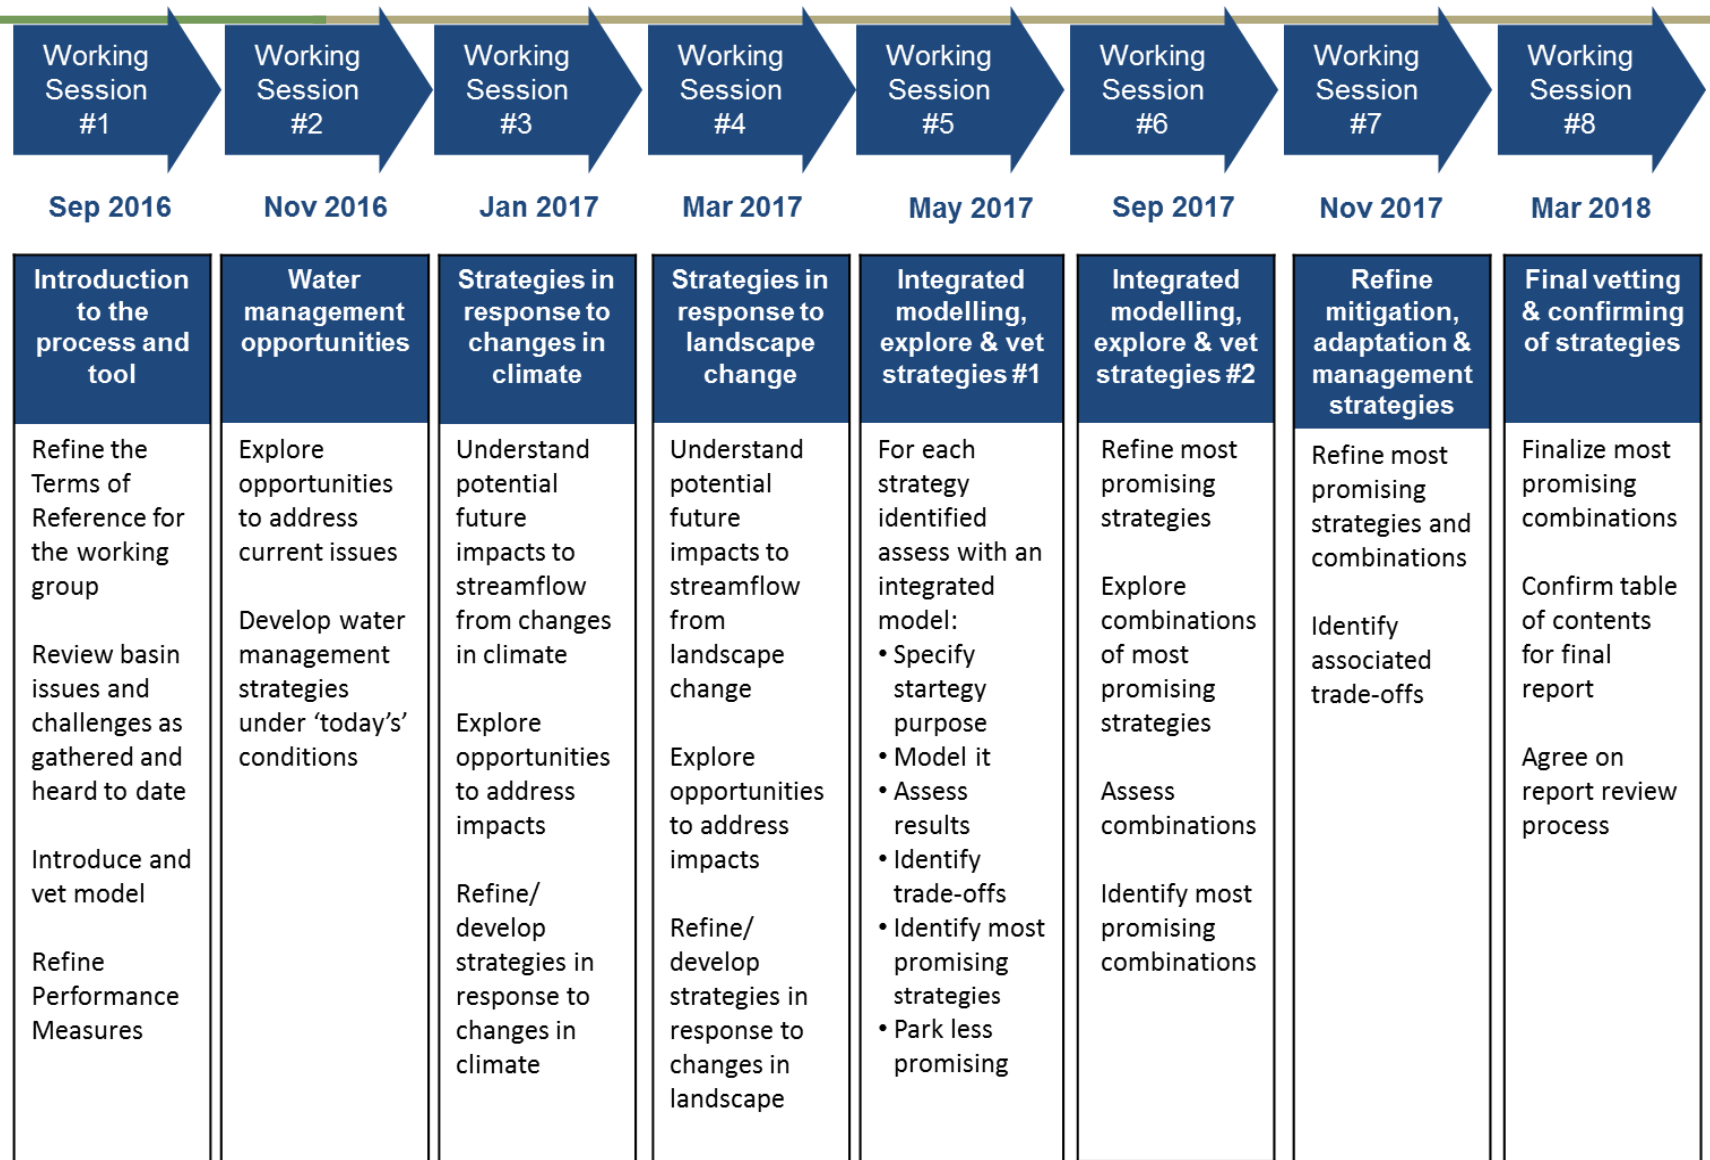 Working
Session
#1
Working
Session
#2
Working
Session
#3
Working
Session
#4
Working
Session
#5
Working
Session
#6
Working
Session
#7
Working
Session
#8
Sep 2016
Nov 2016
Jan 2017
Mar 2017
May 2017
Sep 2017
Nov 2017
Mar 2018
Introduction
to the
process and
tool
Refine the
Terms of
Reference for
the working
group
Review basin
issues and
challenges as
gathered and
heard to date
Introduce and
vet model
Refine
Performance
Measures
Water
management
opportunities
Explore
opportunities
to address
current issues
Develop water
management
strategies
under ‘today’s’
conditions
Strategies in
response to
changes in
climate
Understand
potential
future
impacts to
streamflow
from changes
in climate
Explore
opportunities
to address
impacts
Refine/
develop
strategies in
response to
changes in
climate
Strategies in
response to
landscape
change
Understand
potential
future
impacts to
streamflow
from
landscape
change
Explore
opportunities
to address
impacts
Refine/
develop
strategies in
response to
changes in
landscape
Integrated
modelling,
explore & vet
strategies #1
For each
strategy
identified
assess with an
integrated
model:
• Specify
startegy
purpose
• Model it
• Assess
results
• Identify
trade-offs
• Identify most
promising
strategies
• Park less
promising
Integrated
modelling,
explore & vet
strategies #2
Refine most
promising
strategies
Explore
combinations
of most
promising
strategies
Assess
combinations
Identify most
promising
combinations
Refine
mitigation,
adaptation &
management
strategies
Refine most
promising
strategies and
combinations
Identify
associated
trade-offs
Final vetting
& confirming
of strategies
Finalize most
promising
combinations
Confirm table
of contents
for final
report
Agree on
report review
process